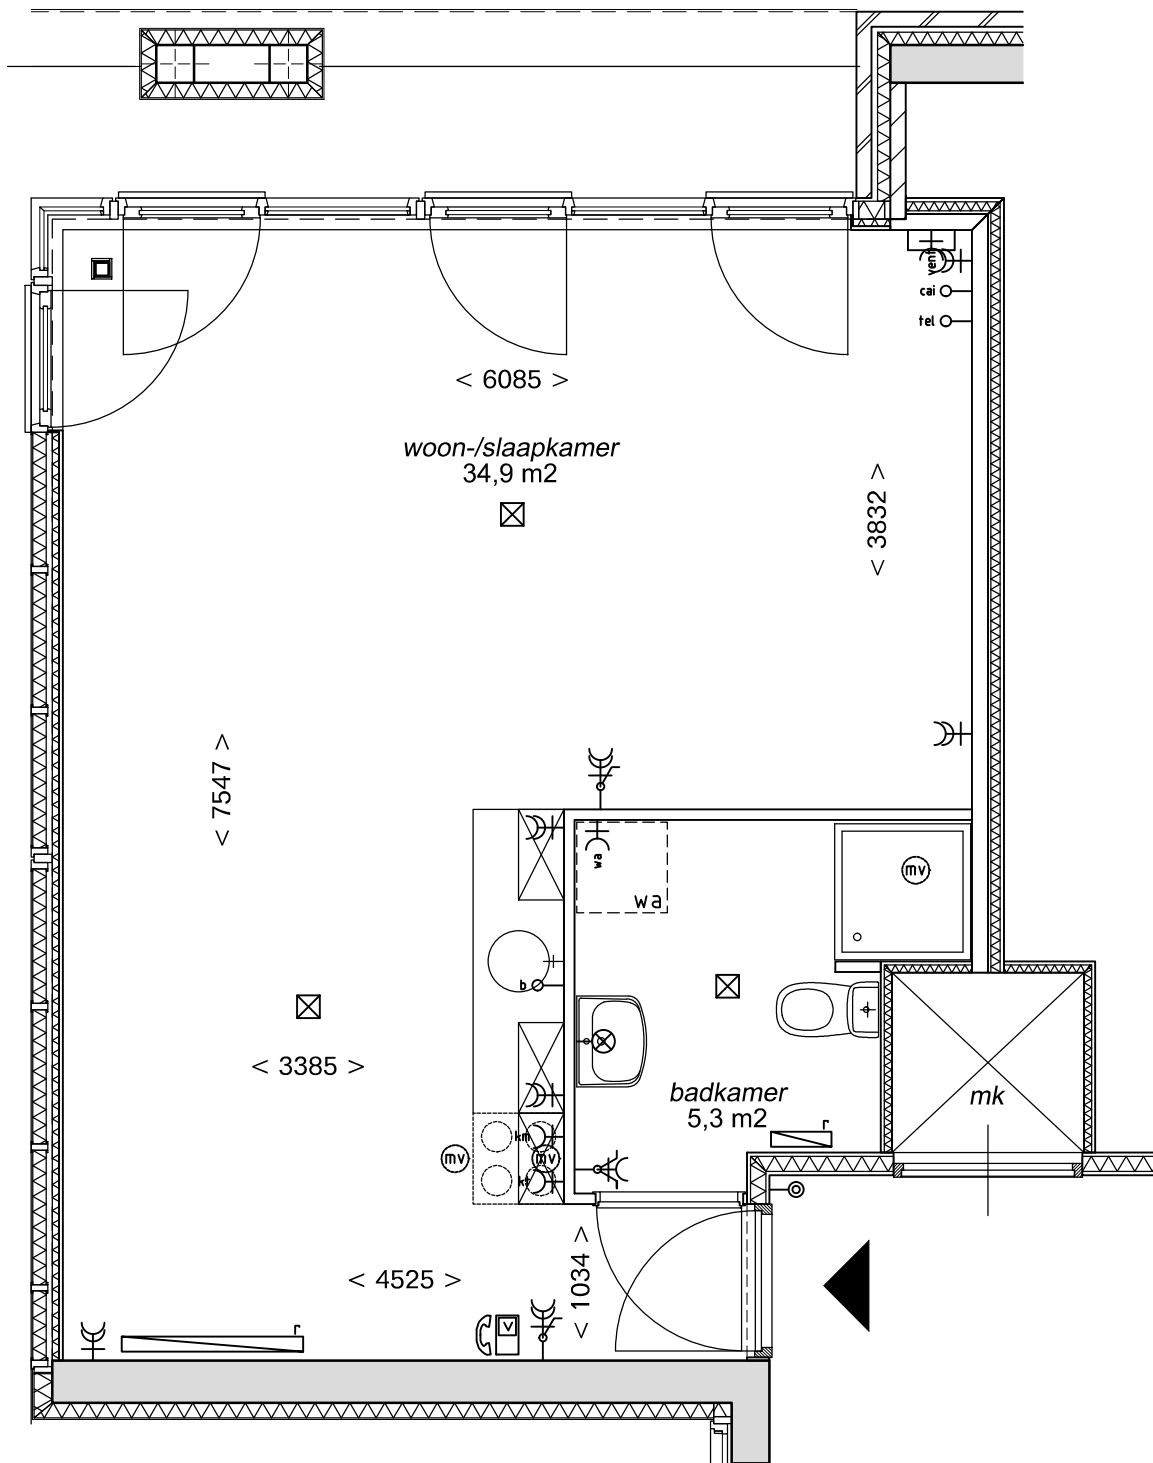 vent
cai
tel
< 6085 >
woon-/slaapkamer
34,9 m2
< 3832 >
< 7547 >
wa
wa
mv
b
< 3385 >
badkamer
5,3 m2
mk
r
km
mv
mv
< 1034 >
< 4525 >
r